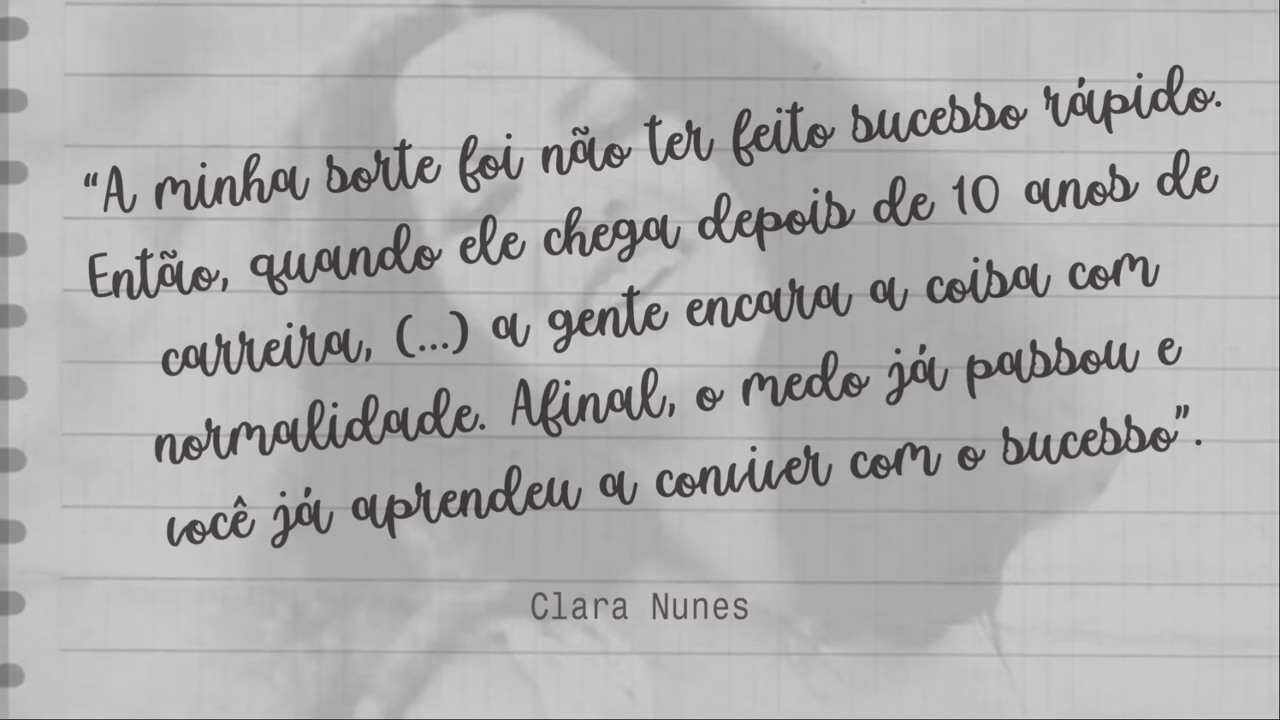 “A minha sorte foi não ter feito sucesso rápido.
Então, quando ele chega depois de 10 anos de
carreira, (...) a gente encara a coisa com
normalidade. Afinal, o medo já passou e
você já aprendeu a conviver com o sucesso”.
Clara Nunes